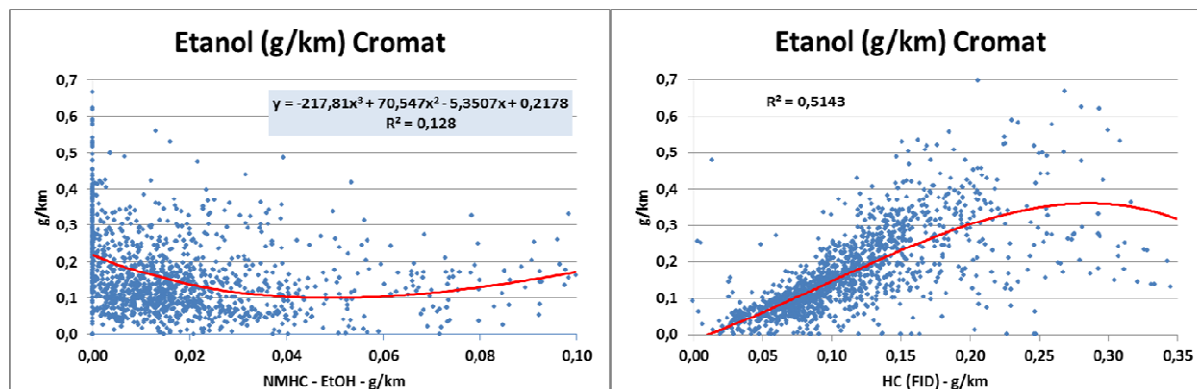 Etanol (g/km) Cromat
0,7
0,6
0,5
0,4
0,3
0,2
0,1
0,0
g/km
y = -217,81x³ + 70,547x² - 5,3507x + 0,2178
R² = 0,128
0,00 0,02 0,04 0,06 0,08 0,10
NMHC - EtOH - g/km
Etanol (g/km) Cromat
0,7
0,6
0,5
0,4
0,3
0,2
0,1
0,0
g/km
R² = 0,5143
0,00 0,05 0,10 0,15 0,20 0,25 0,30 0,35
HC (FID) - g/km